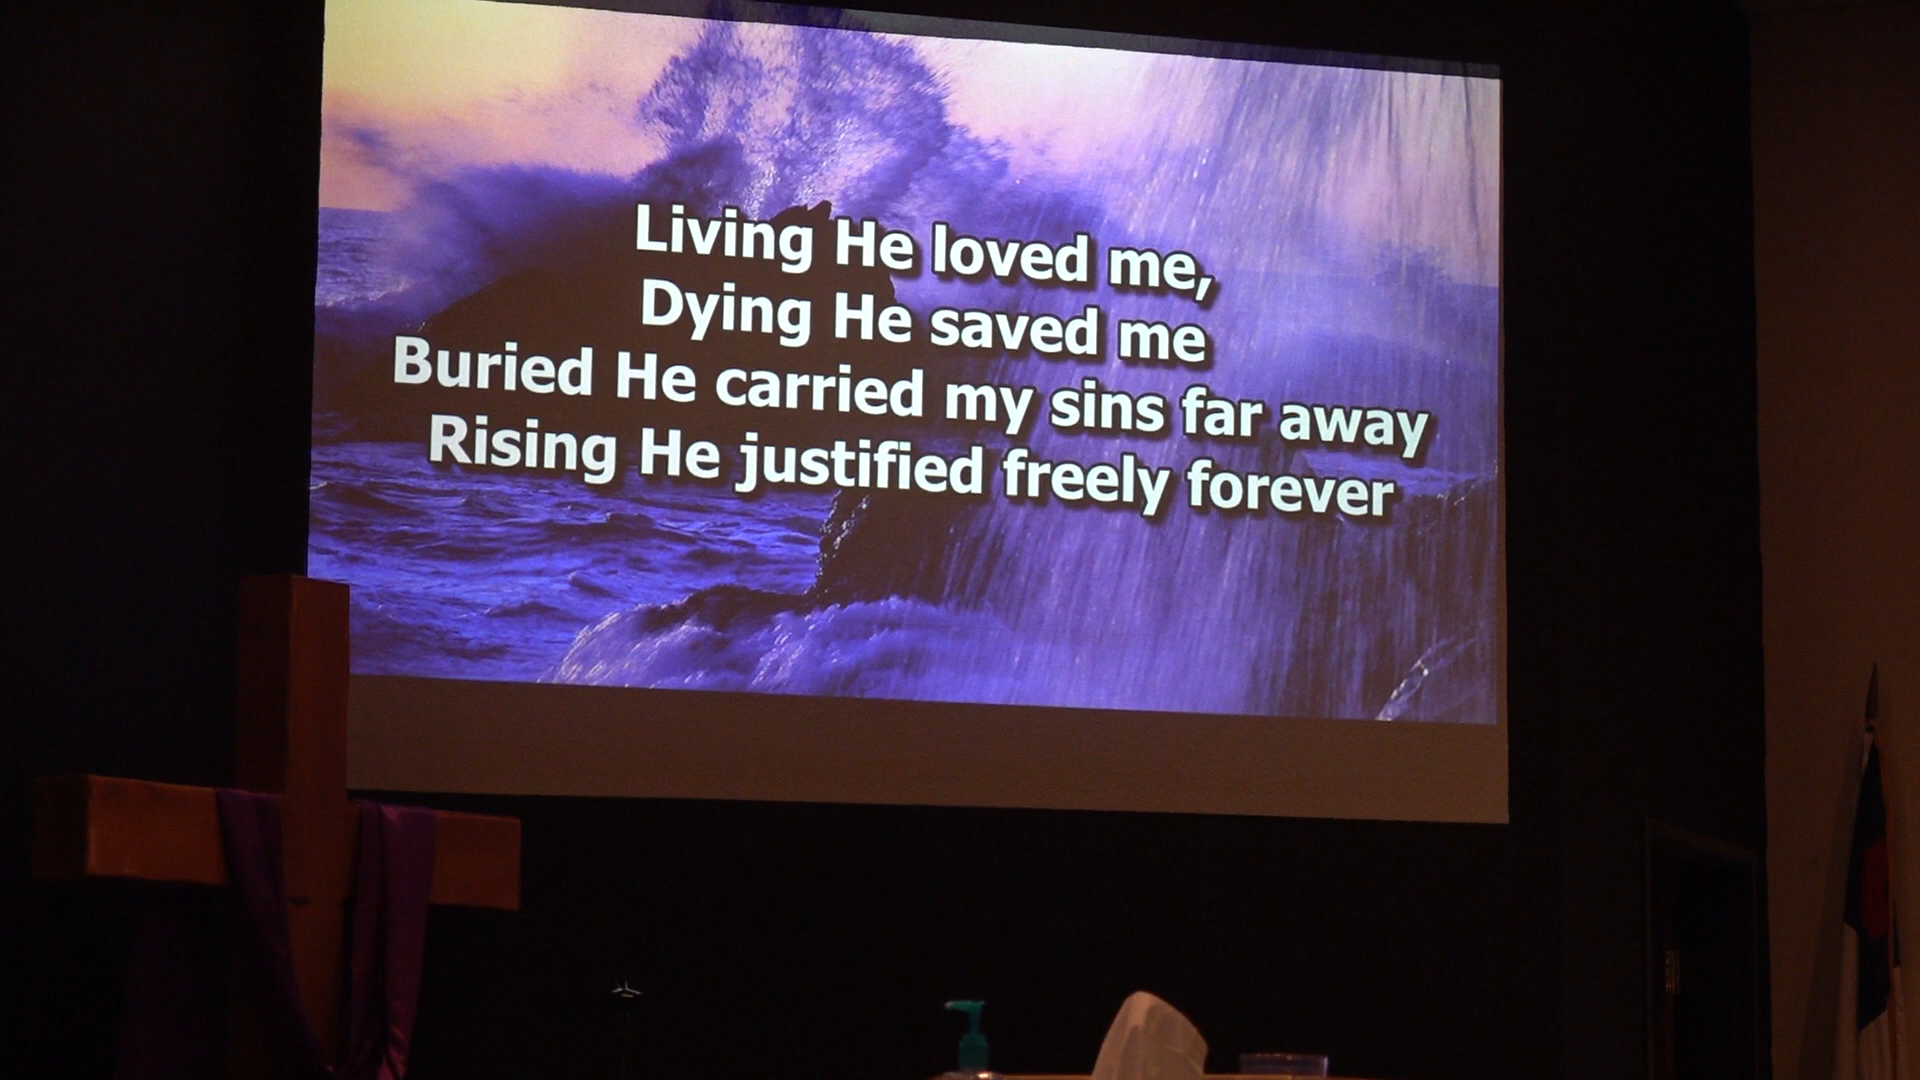 Living He loved me,
Dying He saved me
Buried He carried my sins far away
Rising He justified freely forever